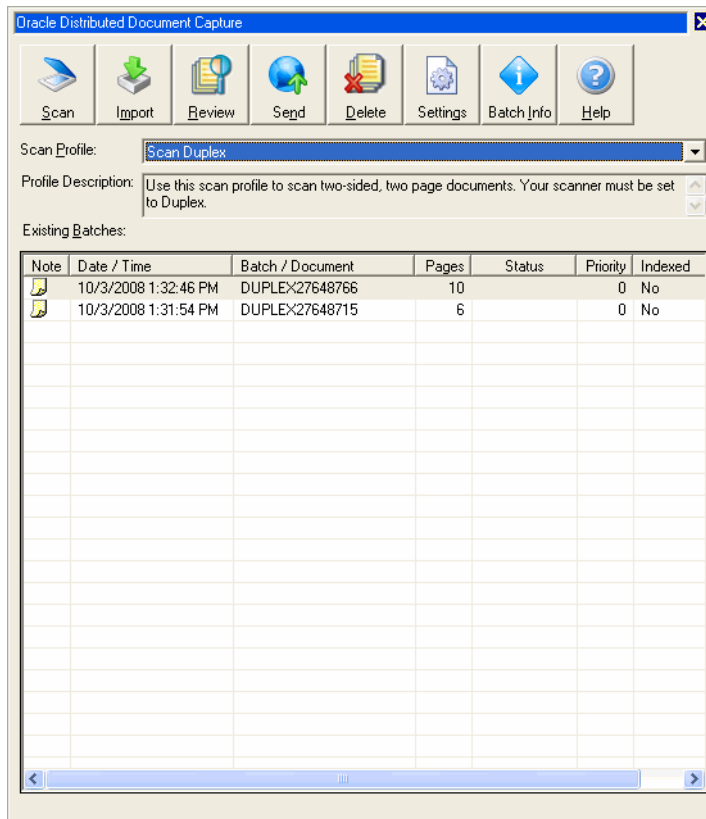 Oracle Distributed Document Capture
Scan Import Review Send Delete Settings Batch Info Help
Scan Profile: Scan Duplex
Profile Description: Use this scan profile to scan two-sided, two page documents. Your scanner must be set
to Duplex.
Existing Batches:
Note Date / Time Batch / Document Pages Status Priority Indexed
10/3/2008 1:32:46 PM DUPLEX27648766 10 0 No
10/3/2008 1:31:54 PM DUPLEX27648715 6 0 No